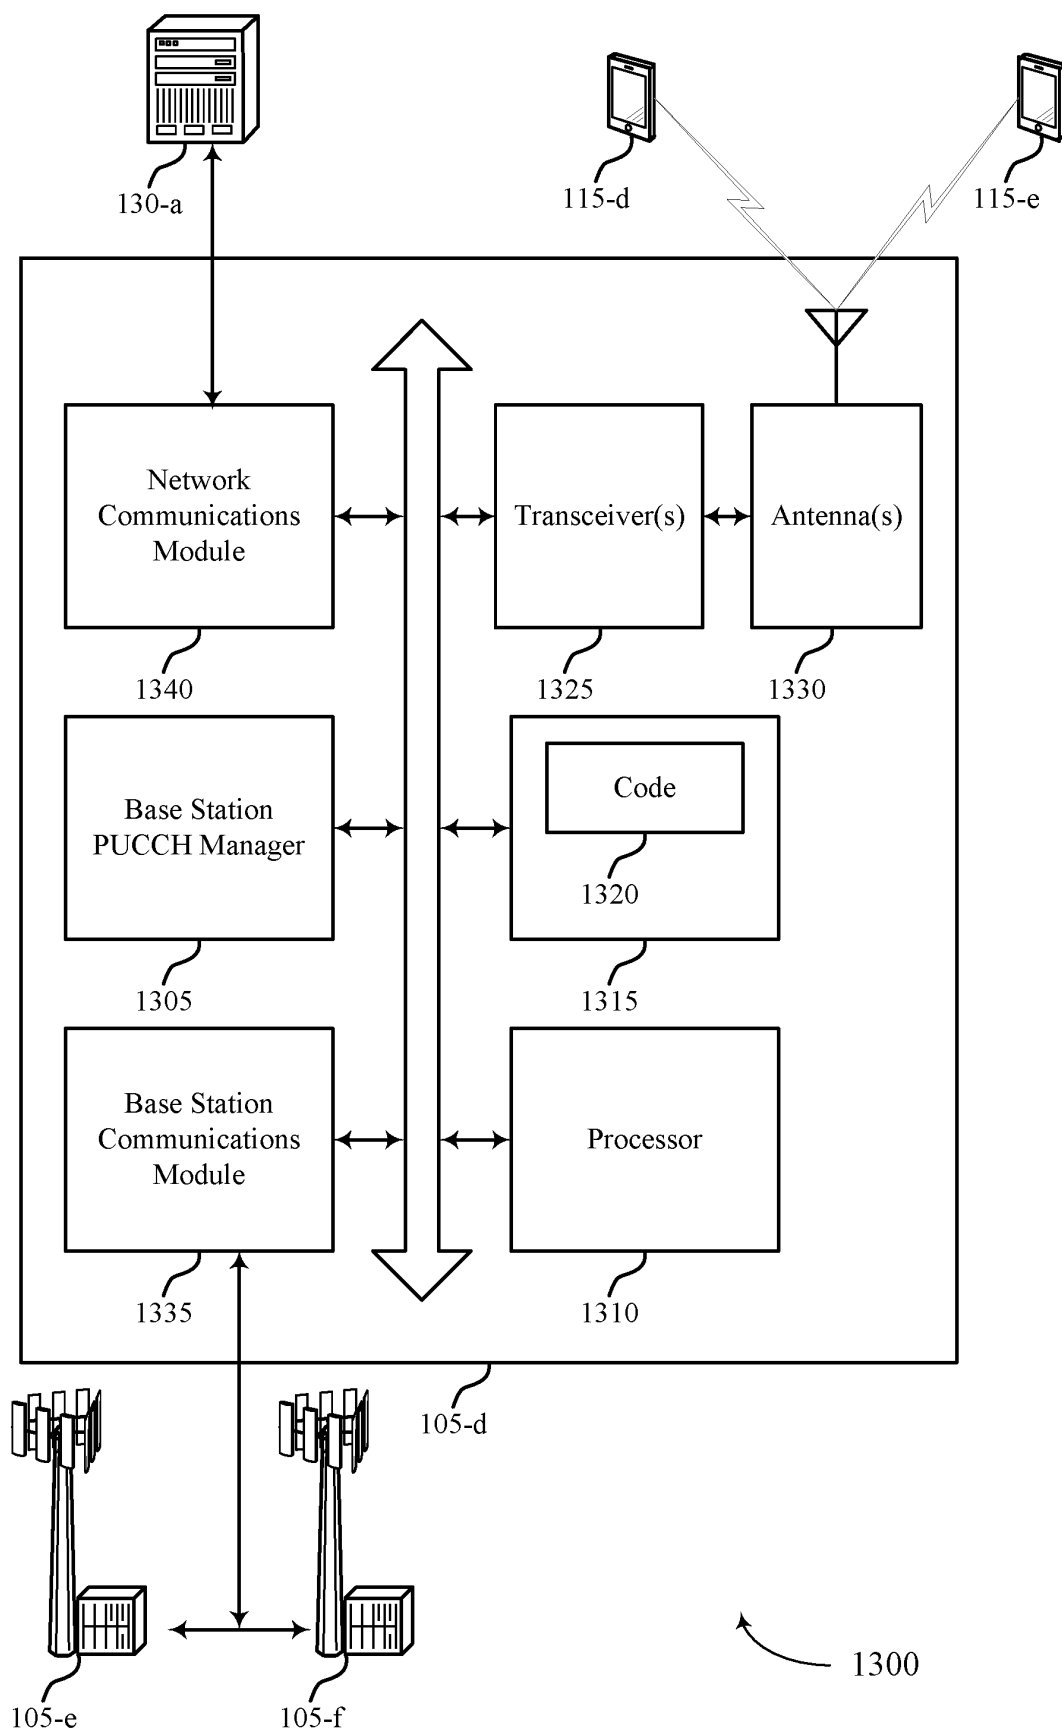 130-a
115-d
115-e
Network
Communications
Module
Transceiver(s)
Antenna(s)
1340
1325
1330
Base Station
PUCCH Manager
Code
1320
1305
1315
Base Station
Communications
Module
Processor
1335
1310
105-d
1300
105-e
105-f